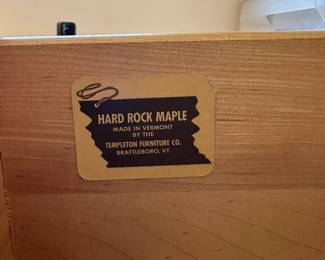 HARD ROCK MAPLE
MADE IN VERMONT
BY THE
TEMPLETON FURNITURE CO.
BRATTLEBORO, VT.